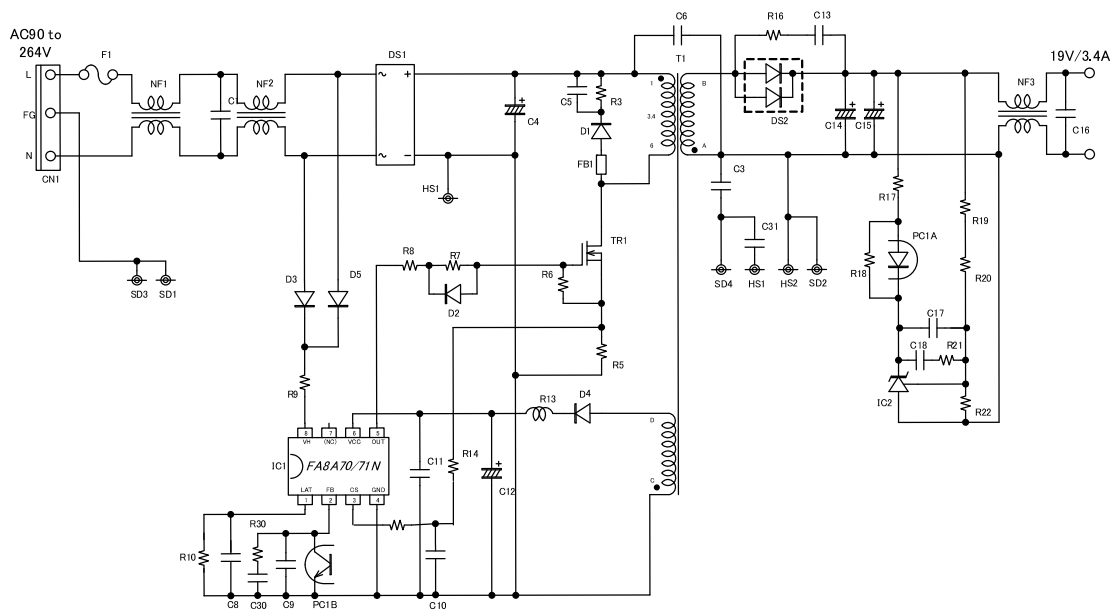 AC90 to
264V
F1
L
FG
N
CN1
NF1
C1
NF2
DS1
~
+
~
−
HS1
C4
+
C5
R3
D1
FB1
C6
T1
1
3,4
6
B
A
R16
C13
DS2
C14
+
C15
+
NF3
19V/3.4A
C16
SD3
SD1
D3
D5
R9
R8
R7
D2
R6
TR1
R5
C3
C31
SD4
HS1
HS2
SD2
R17
PC1A
R18
R19
R20
C17
C18
R21
IC2
R22
R13
D4
D
C
8
7
6
5
VH
(NC)
VCC
OUT
IC1
FA8A70/71N
LAT
FB
CS
GND
1
2
3
4
C11
R14
C12
+
R10
C8
R30
C30
C9
PC1B
C10